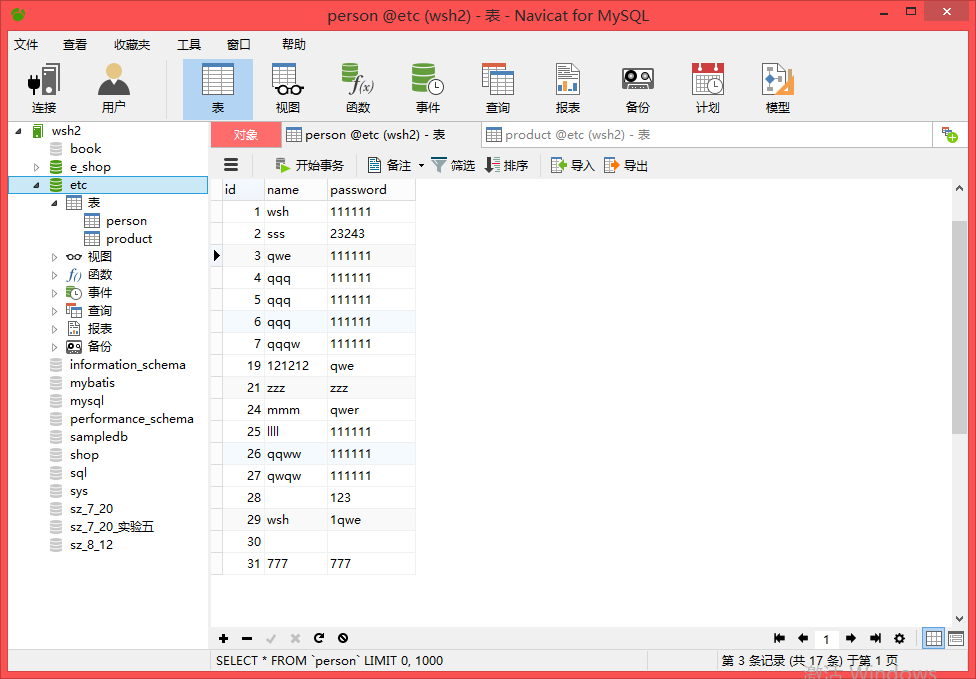 person @etc (wsh2) - 表 - Navicat for MySQL
文件 查看 收藏夹 工具 窗口 帮助
连接 用户 表 视图 函数 事件 查询 报表 备份 计划 模型
wsh2
book
e_shop
etc
表
person
product
视图
函数
事件
查询
报表
备份
information_schema
mybatis
mysql
performance_schema
sampledb
shop
sql
sys
sz_7_20
sz_7_20_实验五
sz_8_12
对象 person @etc (wsh2) - 表 product @etc (wsh2) - 表
开始事务 备注 筛选 排序 导入 导出
id name password
1 wsh 111111
2 sss 23243
3 qwe 111111
4 qqq 111111
5 qqq 111111
6 qqq 111111
7 qqqw 111111
19 121212 qwe
21 zzz zzz
24 mmm qwer
25 llll 111111
26 qqww 111111
27 qwqw 111111
28 123
29 wsh 1qwe
30
31 777 777
1
SELECT * FROM `person` LIMIT 0, 1000 第 3 条记录 (共 17 条) 于第 1 页
激活 Windows